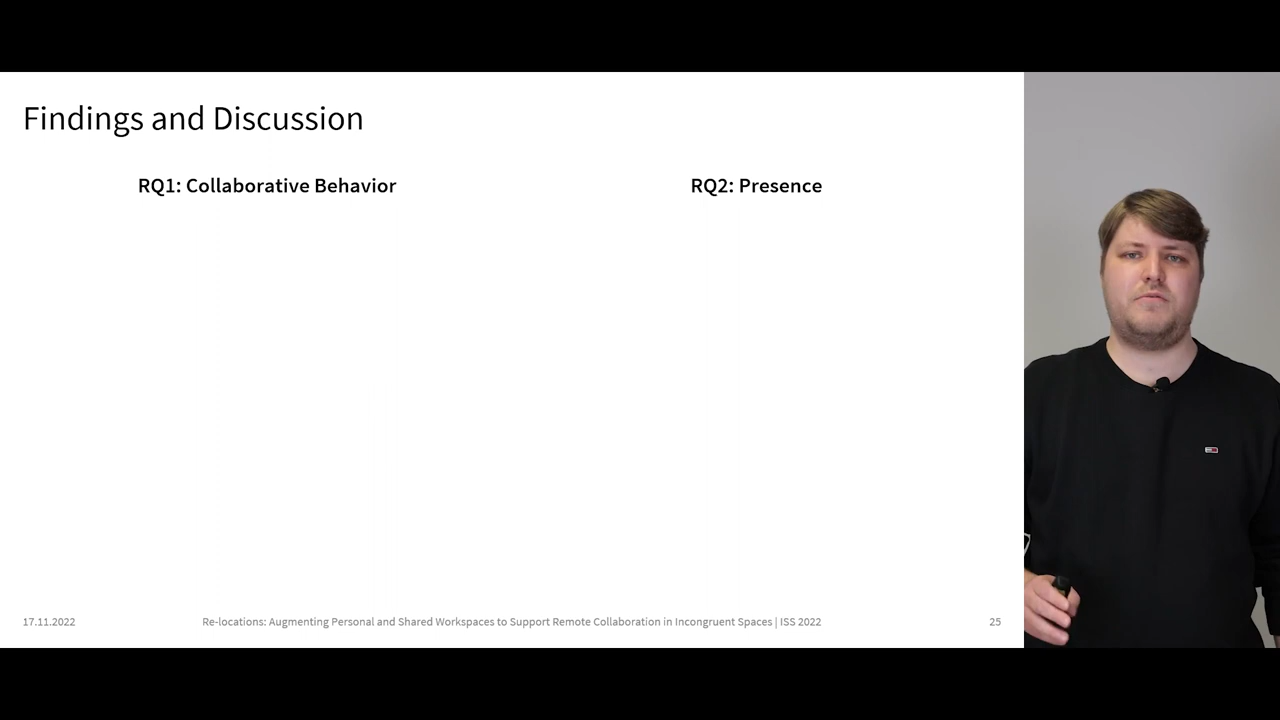 Findings and Discussion
RQ1: Collaborative Behavior
RQ2: Presence
17.11.2022
Re-locations: Augmenting Personal and Shared Workspaces to Support Remote Collaboration in Incongruent Spaces | ISS 2022
25